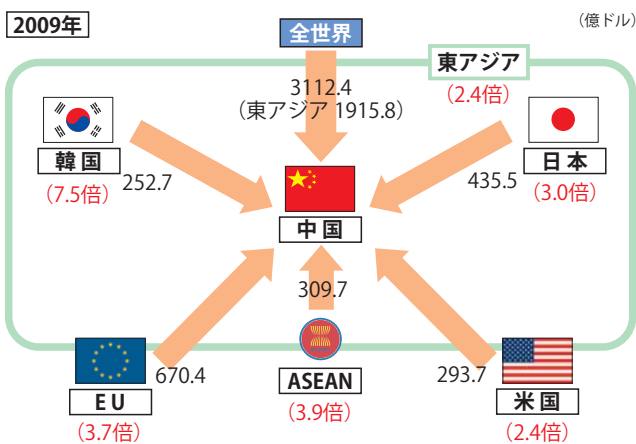 2009年
(億ドル)
全世界
3112.4
(東アジア 1915.8)
東アジア
(2.4倍)
韓国
(7.5倍)
252.7
日本
(3.0倍)
435.5
中国
309.7
EU
(3.7倍)
670.4
ASEAN
(3.9倍)
293.7
米国
(2.4倍)